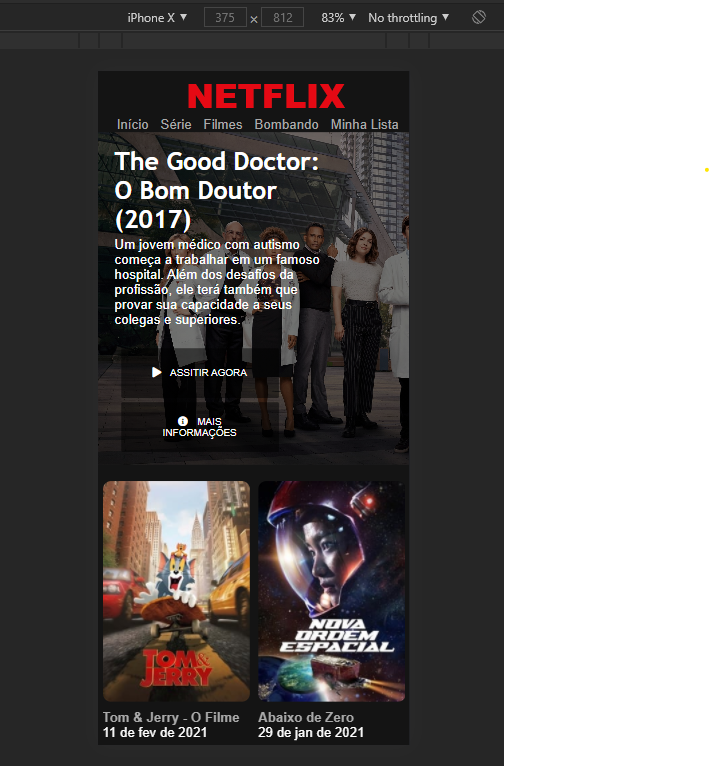 iPhone X ▼ 375 × 812 83% ▼ No throttling ▼
NETFLIX
Início Série Filmes Bombando Minha Lista
The Good Doctor:
O Bom Doutor
(2017)
Um jovem médico com autismo
começa a trabalhar em um famoso
hospital. Além dos desafios da
profissão, ele terá também que
provar sua capacidade a seus
colegas e superiores.
ASSITIR AGORA
MAIS
INFORMAÇÕES
TOM &
JERRY
NOVA
ORDEM
ESPACIAL
Tom & Jerry - O Filme
11 de fev de 2021
Abaixo de Zero
29 de jan de 2021